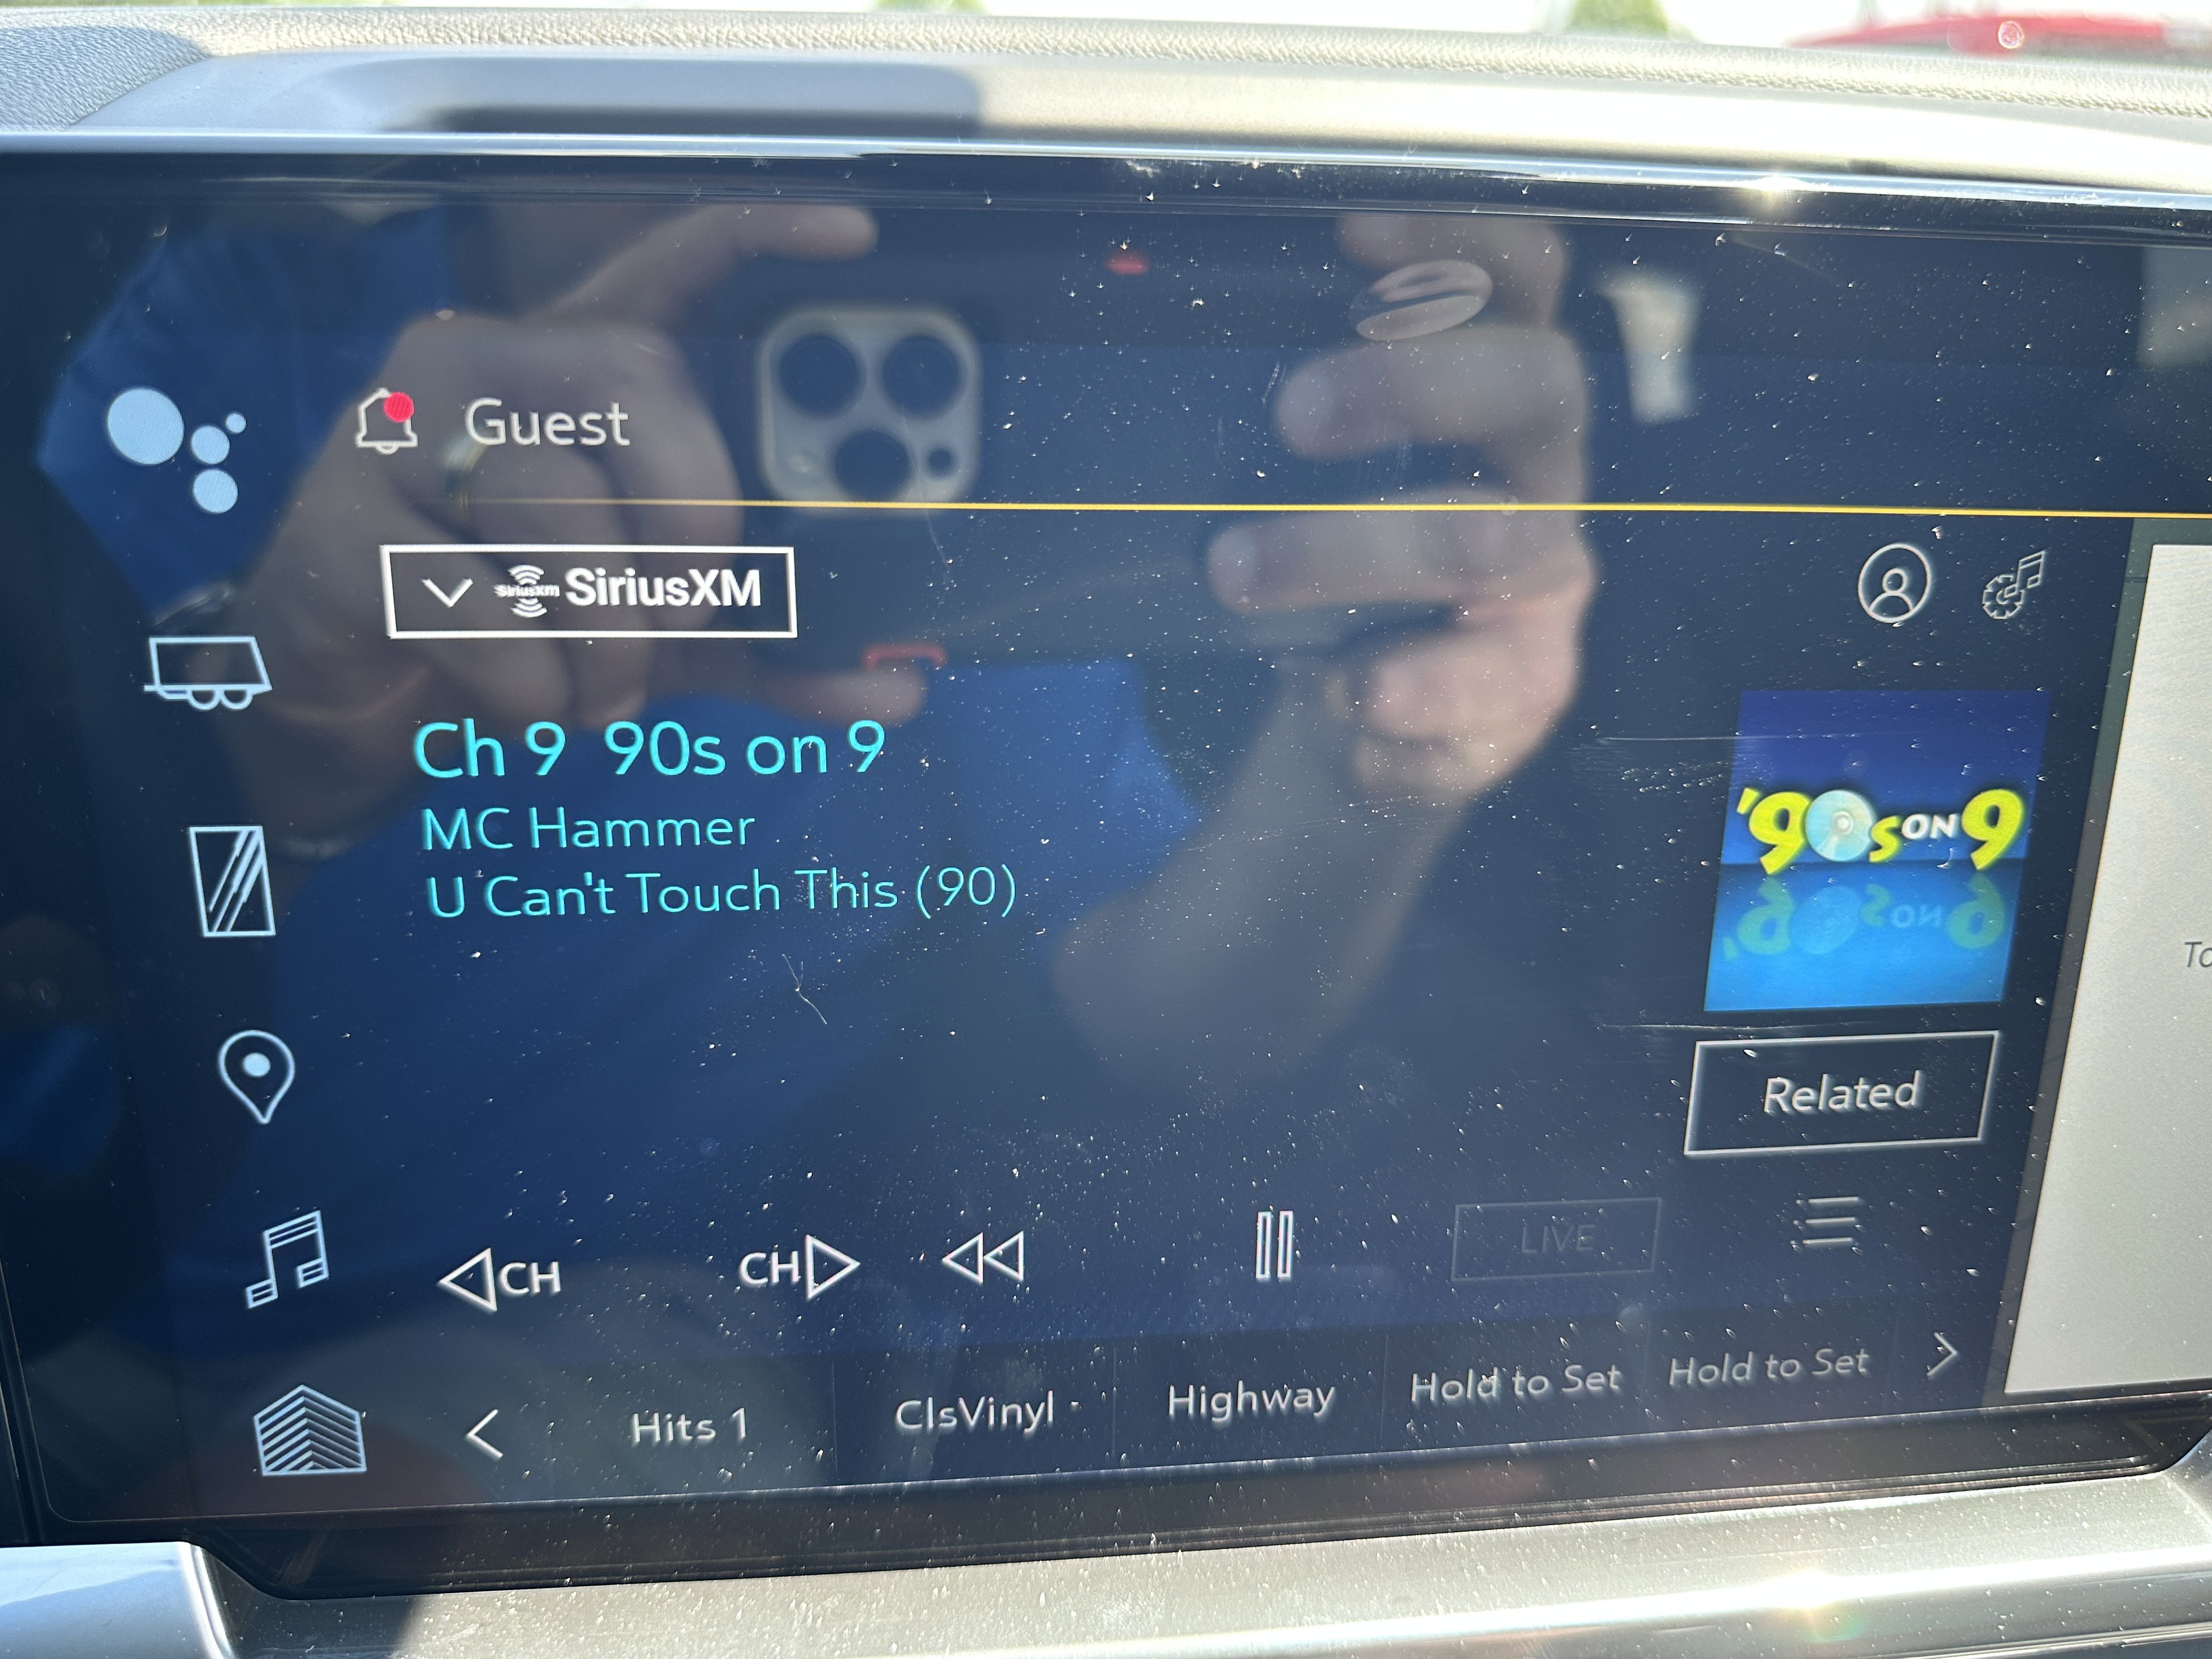 Guest
SiriusXM SiriusXM
Ch 9 90s on 9
MC Hammer
U Can't Touch This (90)
'90s ON 9
Related
CH
CH
LIVE
Hits 1
ClsVinyl
Highway
Hold to Set
Hold to Set